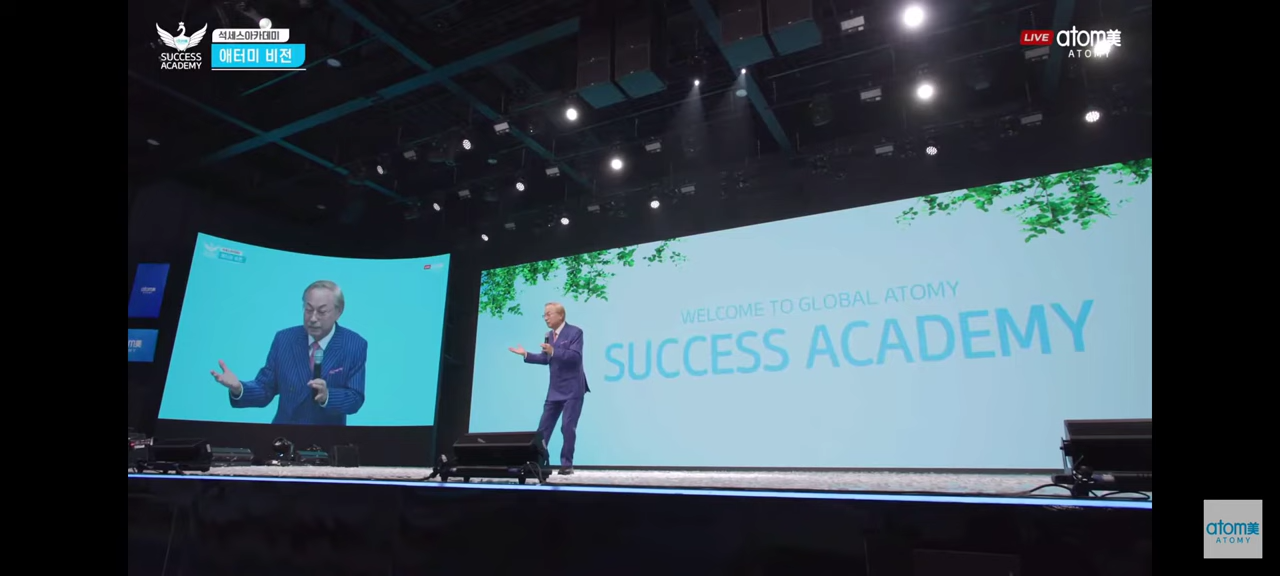 SUCCESS
ACADEMY
석세스아카데미
애터미 비전
LIVE
atom美
ATOMY
WELCOME TO GLOBAL ATOMY
SUCCESS ACADEMY
atom美
ATOMY